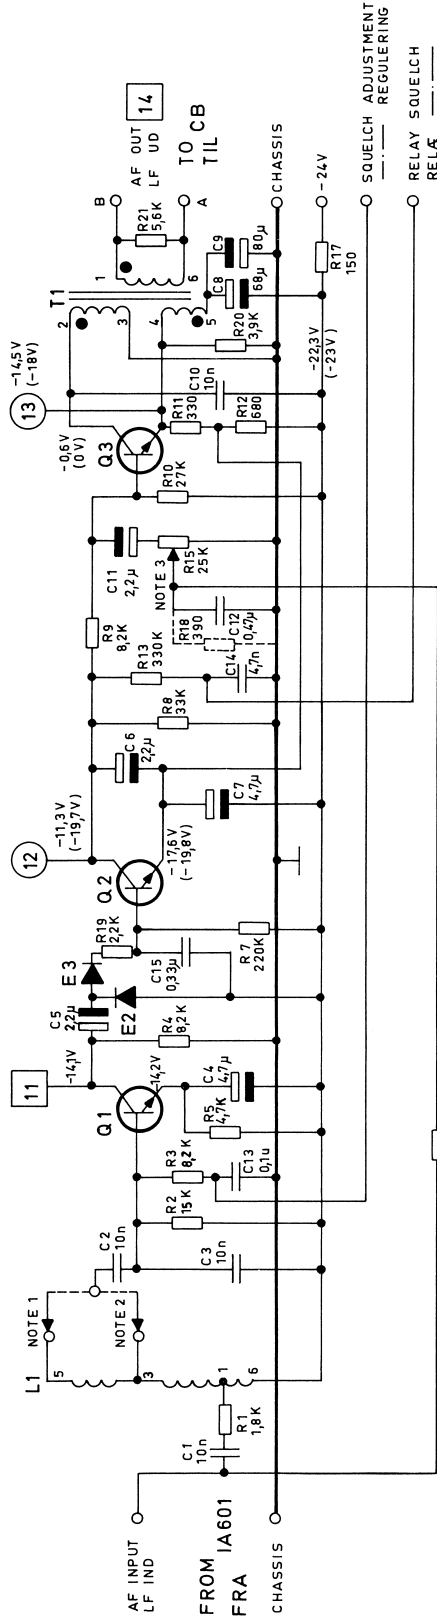 AF INPUT
LF IND
FROM IA601
FRA
CHASSIS
C1
10n
R1
1,8K
L1
5
3
1
6
NOTE 1
NOTE 2
C2
10n
C3
10n
R2
15K
R3
8,2K
C13
0,1u
Q1
11
-14,1V
-14,2V
R5
4,7K
C4
4,7µ
R4
8,2K
C5
2,2µ
E2
E3
R19
2,2K
C15
0,33µ
R7
220K
Q2
12
-11,3V
(-19,7V)
-17,6V
(-19,8V)
C7
4,7µ
C6
2,2µ
R8
33K
R13
330K
C14
4,7n
R9
8,2K
R18
390
C12
0,47µ
NOTE 3
R15
25K
C11
2,2µ
R10
27K
Q3
-0,6V
(0V)
13
-14,5V
(-18V)
R11
330
R12
680
C10
10n
R20
3,9K
T1
2
3
4
5
1
6
C8
68µ
C9
80µ
R21
5,6K
B
A
AF OUT
LF UD
14
TO CB
TIL
CHASSIS
-22,3V
(-23V)
R17
150
-24V
SQUELCH ADJUSTMENT
—·— REGULERING
RELAY SQUELCH
RELÆ —·—